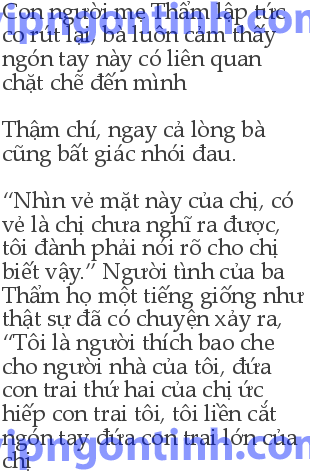 vipngontinh.com
Con ngươi mẹ Thẩm lập tức
co rút lại, bà luôn cảm thấy
ngón tay này có liên quan
chặt chẽ đến mình
Thậm chí, ngay cả lòng bà
cũng bất giác nhói đau.
“Nhìn vẻ mặt này của chị, có
vẻ là chị chưa nghĩ ra được,
tôi đành phải nói rõ cho chị
biết vậy.” Người tình của ba
Thẩm họ một tiếng giống như
thật sự đã có chuyện xảy ra,
“Tôi là người thích bao che
cho người nhà của tôi, đứa
con trai thứ hai của chị ức
hiếp con trai tôi, tôi liền cắt
ngón tay đứa con trai lớn của
chị
vipngontinh.com